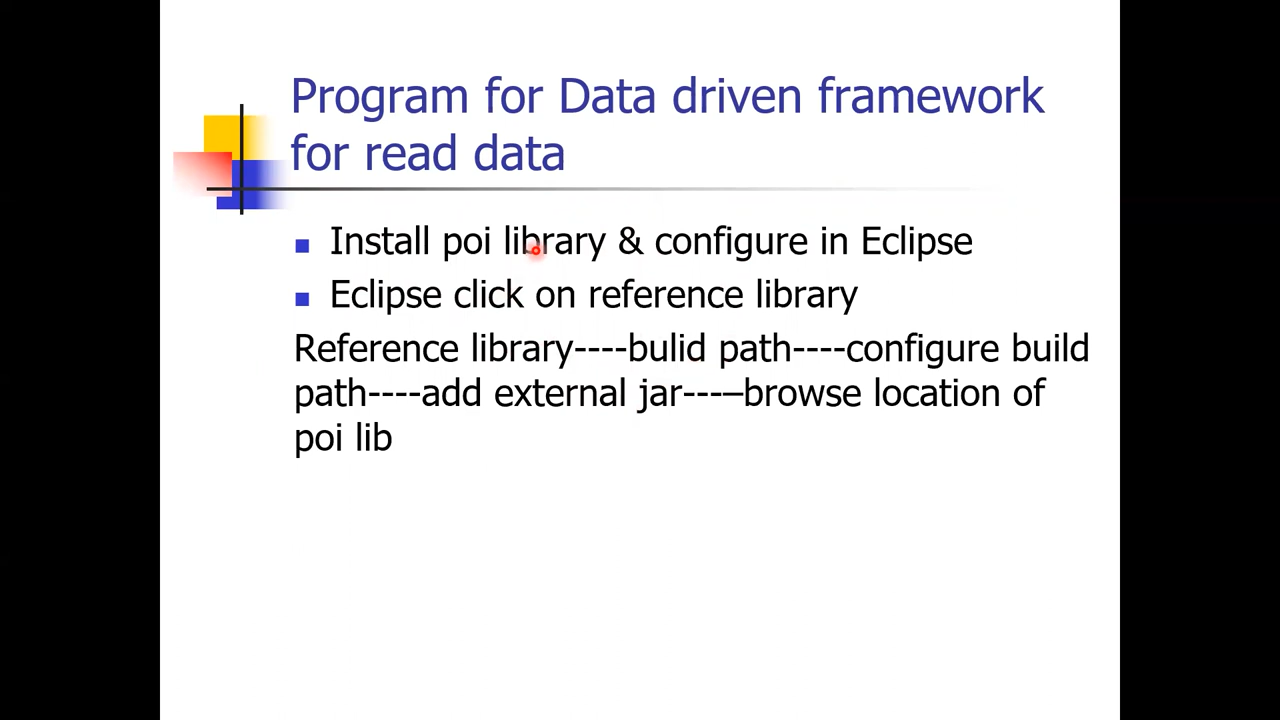 Program for Data driven framework
for read data
Install poi library & configure in Eclipse
Eclipse click on reference library
Reference library----bulid path----configure build
path----add external jar---–browse location of
poi lib